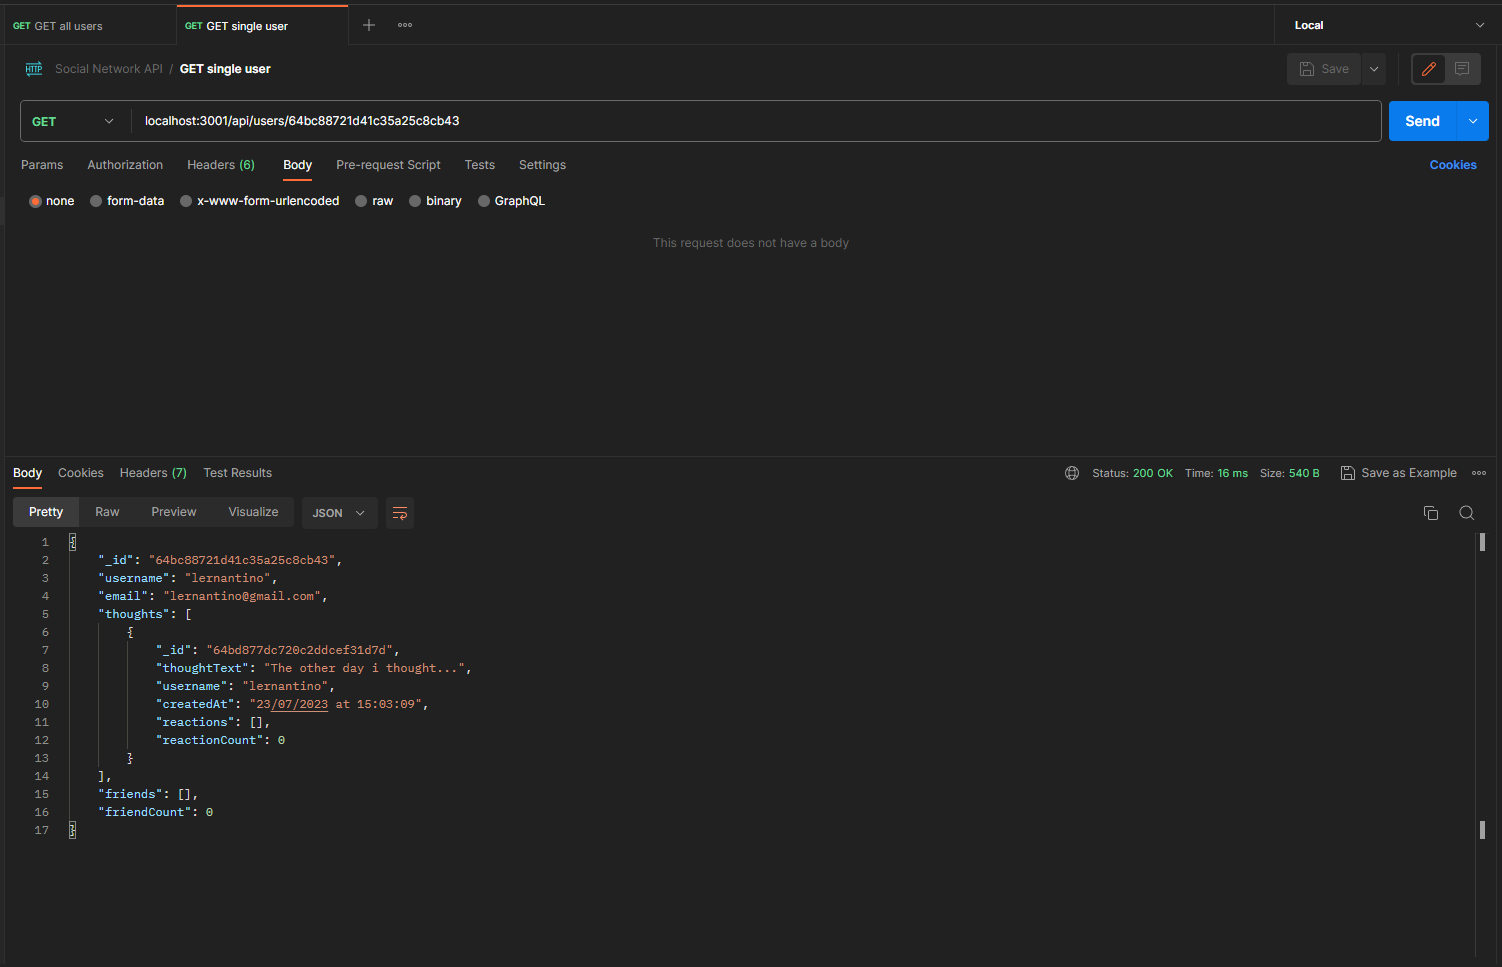 GET GET all users
GET GET single user
Local
HTTP Social Network API / GET single user
Save
GET localhost:3001/api/users/64bc88721d41c35a25c8cb43
Send
Params Authorization Headers (6) Body Pre-request Script Tests Settings
Cookies
none form-data x-www-form-urlencoded raw binary GraphQL
This request does not have a body
Body Cookies Headers (7) Test Results
Status: 200 OK Time: 16 ms Size: 540 B Save as Example
Pretty Raw Preview Visualize JSON
1 {
2 "_id": "64bc88721d41c35a25c8cb43",
3 "username": "lernantino",
4 "email": "lernantino@gmail.com",
5 "thoughts": [
6 {
7 "_id": "64bd877dc720c2ddcef31d7d",
8 "thoughtText": "The other day i thought...",
9 "username": "lernantino",
10 "createdAt": "23/07/2023 at 15:03:09",
11 "reactions": [],
12 "reactionCount": 0
13 }
14 ],
15 "friends": [],
16 "friendCount": 0
17 }